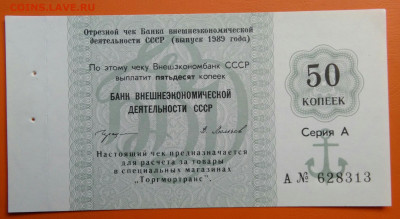 COINS.LAVE.RU
Отрезной чек Банка внешнеэкономической
деятельности СССР (выпуск 1989 года)
По этому чеку Внешэкономбанк СССР
выплатит пятьдесят копеек
БАНК ВНЕШНЕЭКОНОМИЧЕСКОЙ
ДЕЯТЕЛЬНОСТИ СССР
Настоящий чек предназначается
для расчета за товары
в специальных магазинах
„Торгмортранс".
50
КОПЕЕК
Серия А
А № 628313